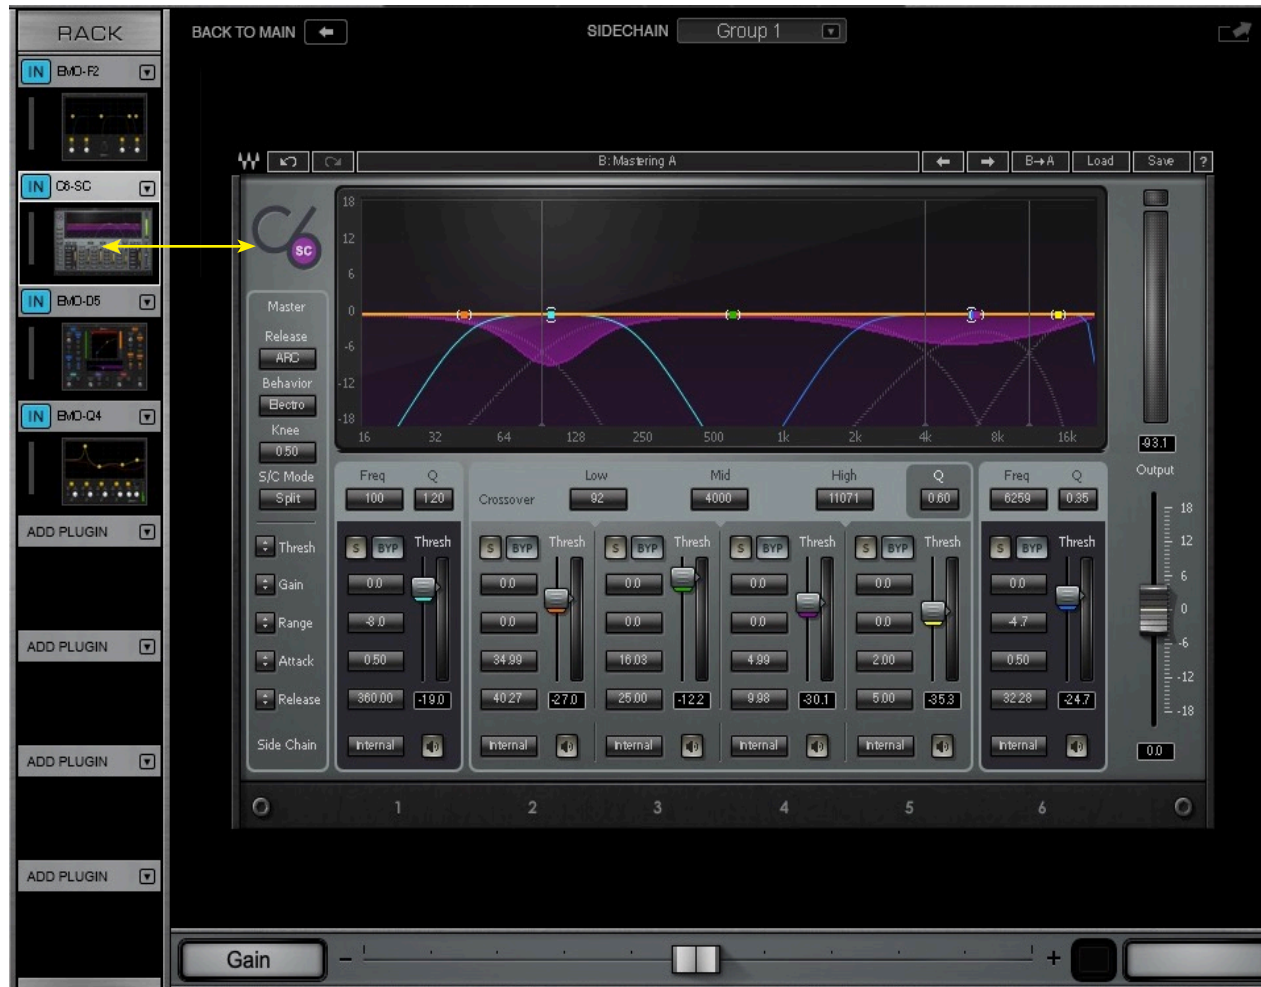 RACK
BACK TO MAIN
SIDECHAIN Group 1
IN EMO-F2
IN C6-SC
IN EMO-D5
IN EMO-Q4
ADD PLUGIN
ADD PLUGIN
ADD PLUGIN
ADD PLUGIN
B: Mastering A B→A Load Save ?
SC
18
12
6
0
-6
-12
-18
16 32 64 128 250 500 1k 2k 4k 8k 16k
Master
Release
ARC
Behavior
Electro
Knee
0.50
S/C Mode
Split
Freq Q Low Mid High Q Freq Q
100 1.20 Crossover 92 4000 11071 0.60 6259 0.35
Thresh S BYP Thresh S BYP Thresh S BYP Thresh S BYP Thresh S BYP Thresh S BYP Thresh
Gain 0.0 0.0 0.0 0.0 0.0 0.0
Range -8.0 0.0 0.0 0.0 0.0 -4.7
Attack 0.50 34.99 16.03 4.99 2.00 0.50
Release 360.00 -19.0 40.27 -27.0 25.00 -12.2 9.98 -30.1 5.00 -35.3 32.28 -24.7
Side Chain Internal Internal Internal Internal Internal Internal
1 2 3 4 5 6
-93.1
Output
18
12
6
0
-6
-12
-18
0.0
Gain - +